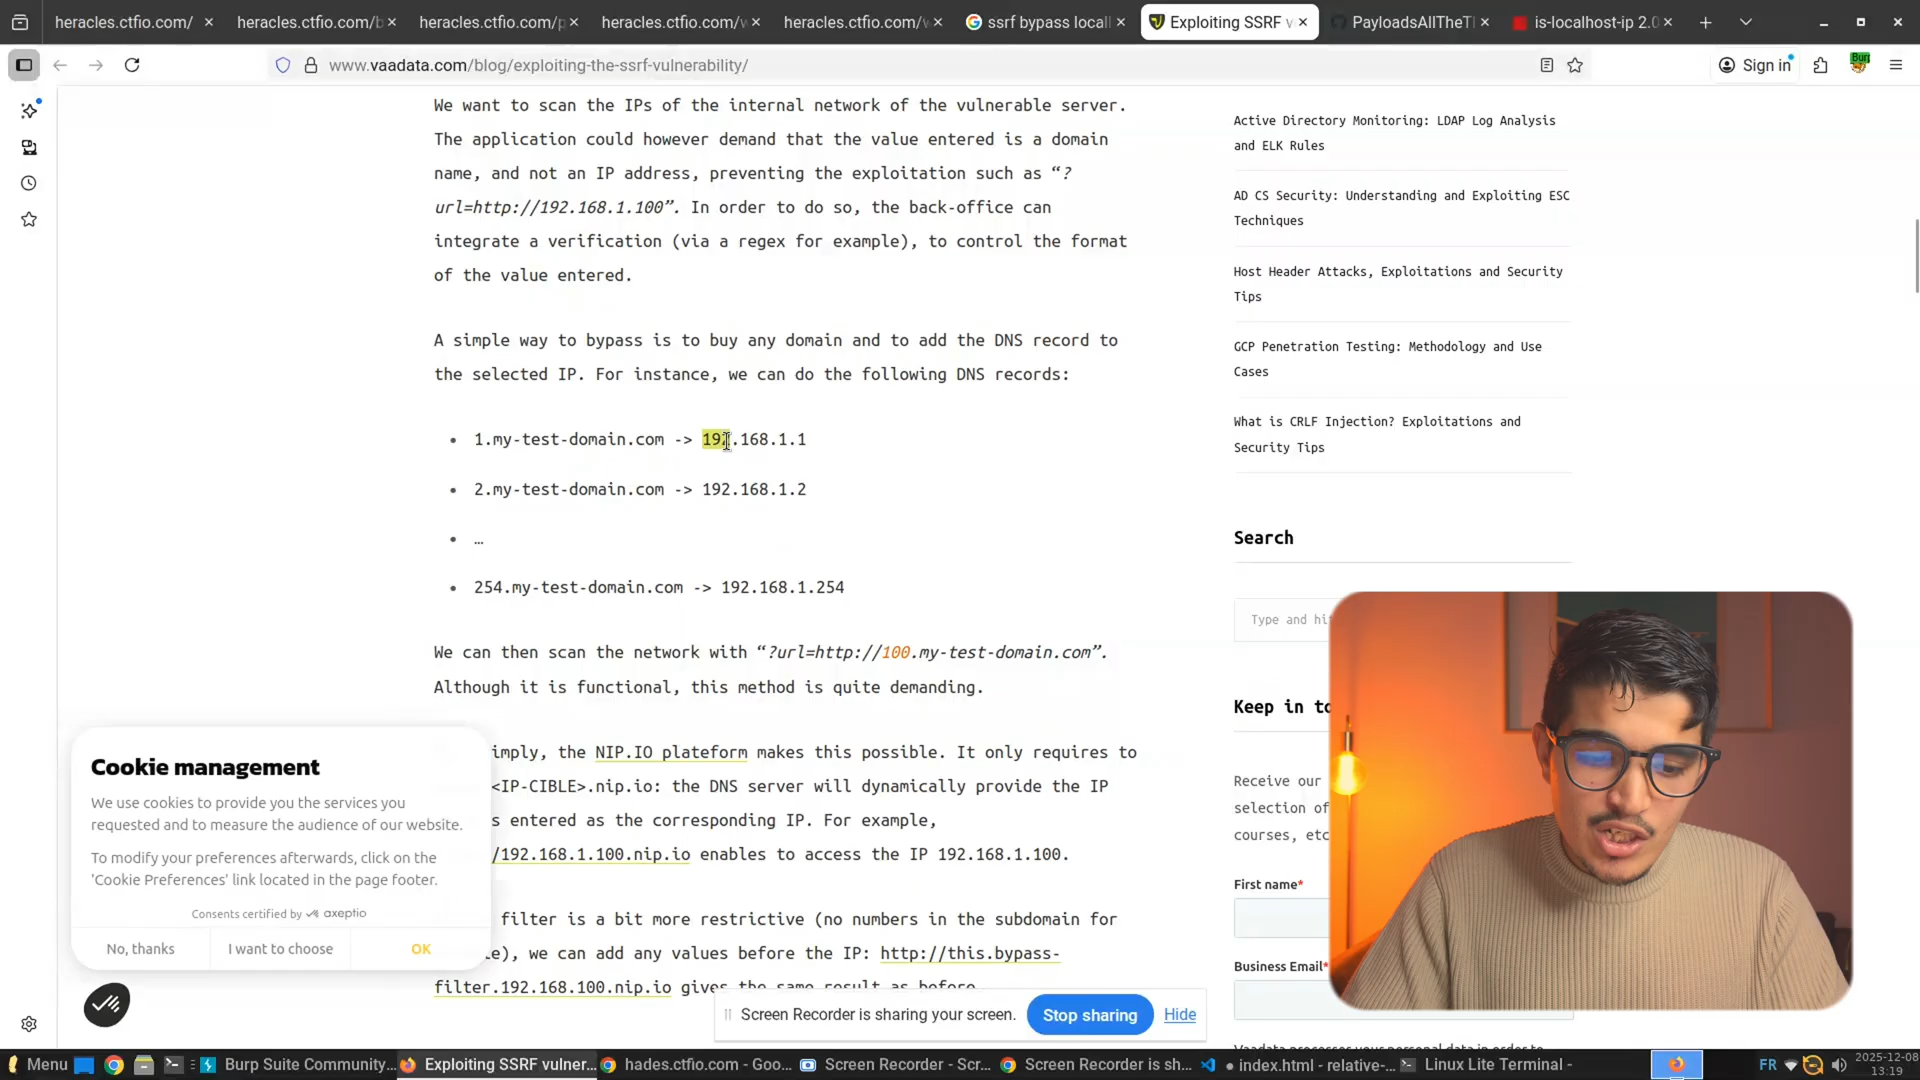 heracles.ctfio.com/
heracles.ctfio.com/
heracles.ctfio.com/
heracles.ctfio.com/
heracles.ctfio.com/
ssrf bypass local
Exploiting SSRF
PayloadsAllTheT
is-localhost-ip 2.0
www.vaadata.com/blog/exploiting-the-ssrf-vulnerability/
Sign in
We want to scan the IPs of the internal network of the vulnerable server.
The application could however demand that the value entered is a domain
name, and not an IP address, preventing the exploitation such as “?
url=http://192.168.1.100”. In order to do so, the back-office can
integrate a verification (via a regex for example), to control the format
of the value entered.
A simple way to bypass is to buy any domain and to add the DNS record to
the selected IP. For instance, we can do the following DNS records:
• 1.my-test-domain.com -> 192.168.1.1
• 2.my-test-domain.com -> 192.168.1.2
• …
• 254.my-test-domain.com -> 192.168.1.254
We can then scan the network with “?url=http://100.my-test-domain.com”.
Although it is functional, this method is quite demanding.
imply, the NIP.IO plateform makes this possible. It only requires to
<IP-CIBLE>.nip.io: the DNS server will dynamically provide the IP
s entered as the corresponding IP. For example,
/192.168.1.100.nip.io enables to access the IP 192.168.1.100.
filter is a bit more restrictive (no numbers in the subdomain for
e), we can add any values before the IP: http://this.bypass-
filter.192.168.100.nip.io gives the same result as before
Active Directory Monitoring: LDAP Log Analysis
and ELK Rules
AD CS Security: Understanding and Exploiting ESC
Techniques
Host Header Attacks, Exploitations and Security
Tips
GCP Penetration Testing: Methodology and Use
Cases
What is CRLF Injection? Exploitations and
Security Tips
Search
Type and hi
Keep in to
Receive our
selection of
courses, etc
First name*
Business Email*
Cookie management
We use cookies to provide you the services you
requested and to measure the audience of our website.
To modify your preferences afterwards, click on the
'Cookie Preferences' link located in the page footer.
Consents certified by axeptio
No, thanks
I want to choose
OK
Screen Recorder is sharing your screen.
Stop sharing
Hide
Menu
Burp Suite Community...
Exploiting SSRF vulner...
hades.ctfio.com - Goo...
Screen Recorder - Scr...
Screen Recorder is sh...
● index.html - relative-...
Linux Lite Terminal -
FR
2025-12-08
13:19